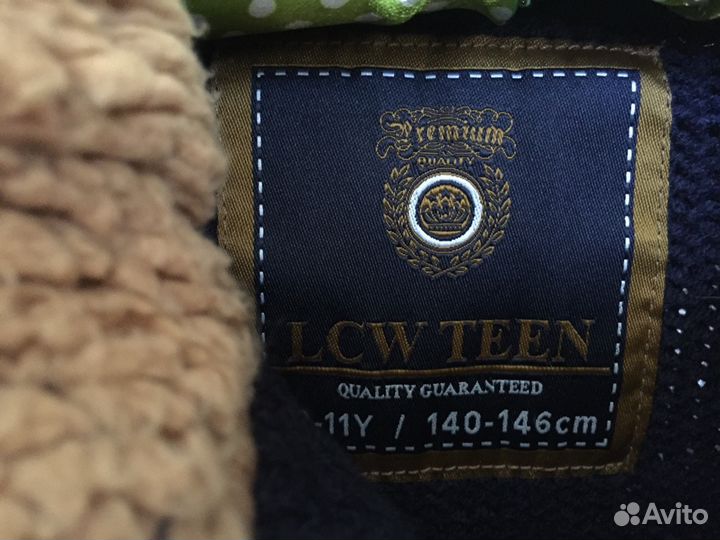 Premium
QUALITY
LCW TEEN
QUALITY GUARANTEED
-11Y / 140-146cm
Avito